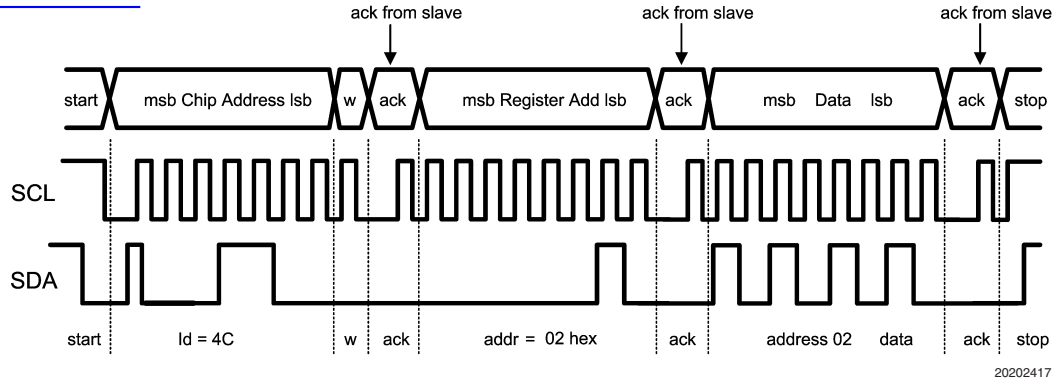 ack from slave ack from slave ack from slave
start msb Chip Address lsb w ack msb Register Add lsb ack msb Data lsb ack stop
SCL
SDA
start Id = 4C w ack addr = 02 hex ack address 02 data ack stop
20202417